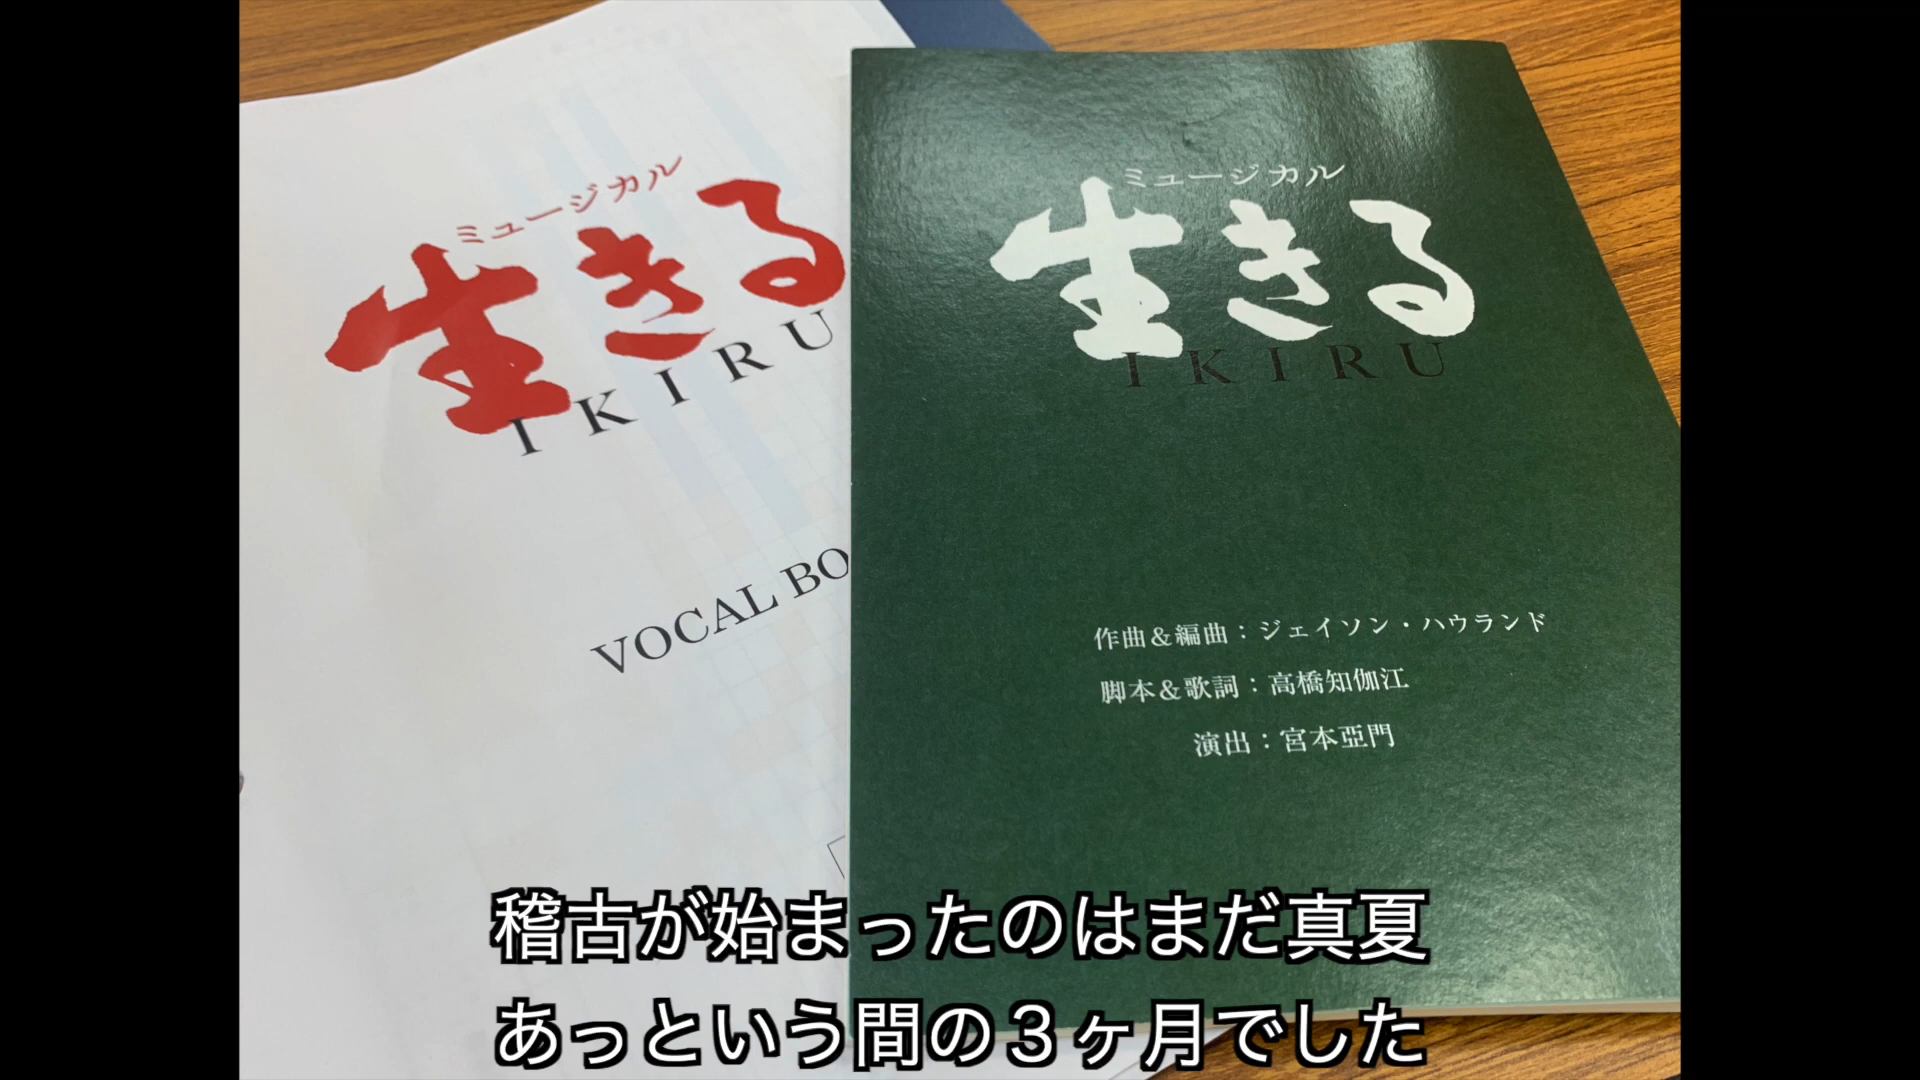 ミュージカル
生きる
IKIRU
VOCAL BO
ミュージカル
生きる
IKIRU
作曲＆編曲：ジェイソン・ハウランド
脚本＆歌詞：高橋知伽江
演出：宮本亞門
稽古が始まったのはまだ真夏
あっという間の３ヶ月でした